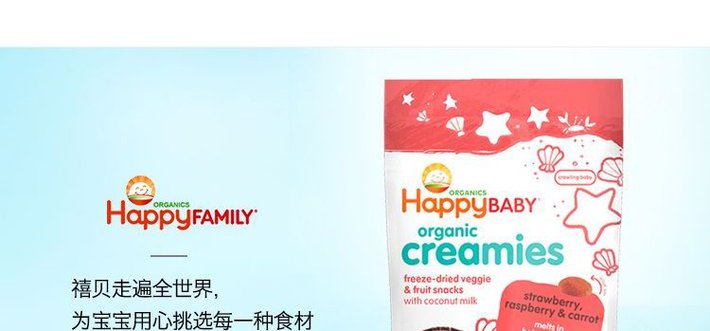 ORGANICS
HappyFAMILY
禧贝走遍全世界,
为宝宝用心挑选每一种食材
crawling baby
ORGANICS
HappyBABY
organic
creamies
freeze-dried veggie
& fruit snacks
with coconut milk
strawberry,
raspberry & carrot
melts in